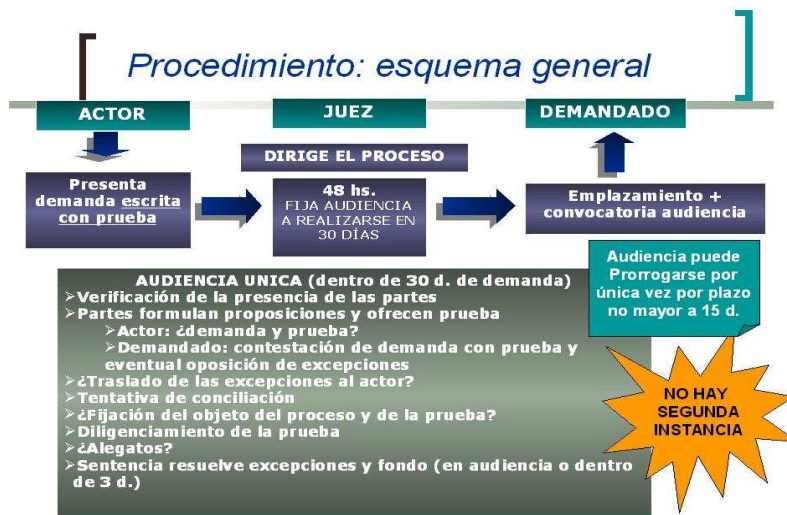 Procedimiento: esquema general
ACTOR
JUEZ
DEMANDADO
DIRIGE EL PROCESO
Presenta
demanda escrita
con prueba
48 hs.
FIJA AUDIENCIA
A REALIZARSE EN
30 DÍAS
Emplazamiento +
convocatoria audiencia
Audiencia puede
Prorrogarse por
única vez por plazo
no mayor a 15 d.
AUDIENCIA UNICA (dentro de 30 d. de demanda)
➢Verificación de la presencia de las partes
➢Partes formulan proposiciones y ofrecen prueba
➢Actor: ¿demanda y prueba?
➢Demandado: contestación de demanda con prueba y
eventual oposición de excepciones
➢¿Traslado de las excepciones al actor?
➢Tentativa de conciliación
➢¿Fijación del objeto del proceso y de la prueba?
➢Diligenciamiento de la prueba
➢¿Alegatos?
➢Sentencia resuelve excepciones y fondo (en audiencia o dentro
de 3 d.)
NO HAY
SEGUNDA
INSTANCIA